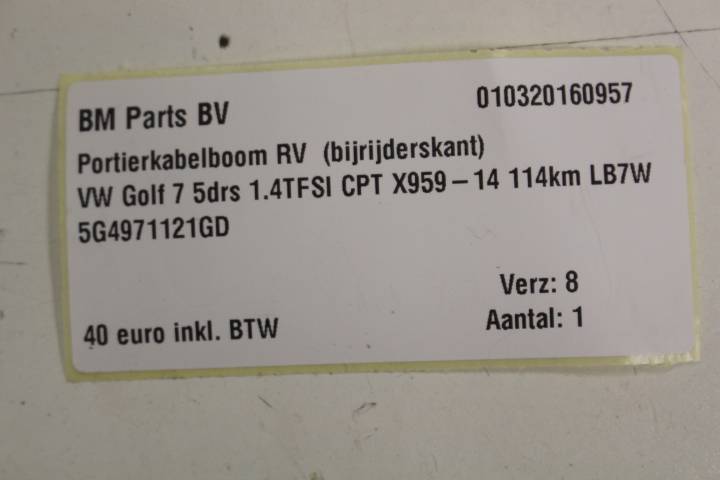 BM Parts BV 010320160957
Portierkabelboom RV (bijrijderskant)
VW Golf 7 5drs 1.4TFSI CPT X959-14 114km LB7W
5G4971121GD
Verz: 8
40 euro inkl. BTW Aantal: 1